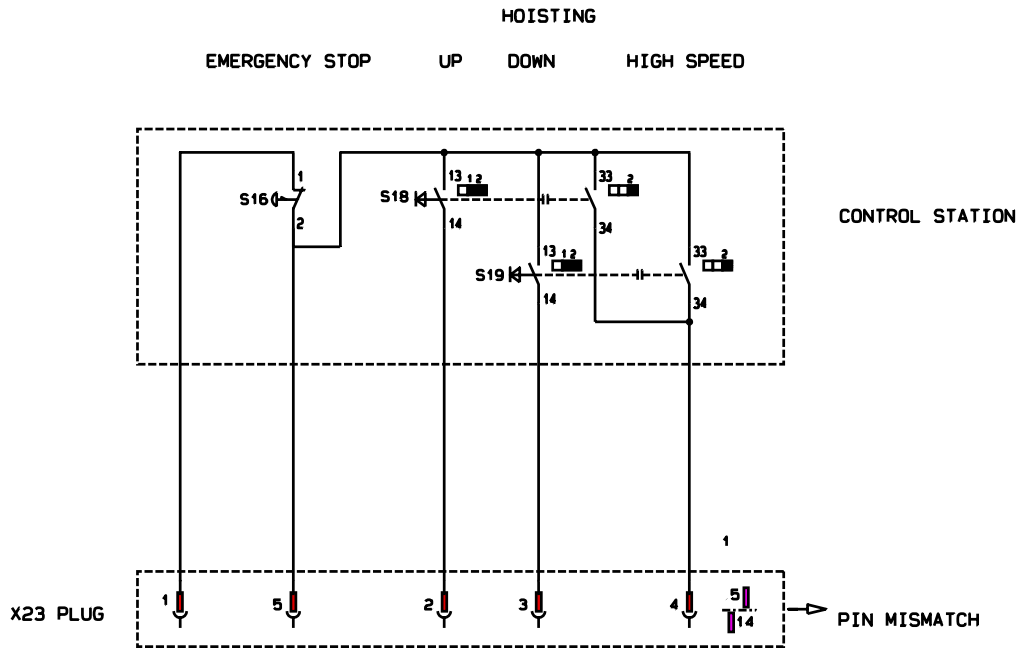 HOISTING
EMERGENCY STOP UP DOWN HIGH SPEED
1 13 1 2 33 2
S16 S18 CONTROL STATION
2 14 34
13 1 2 33 2
S19
14 34
1
1 5 2 3 4 5
X23 PLUG 14 PIN MISMATCH